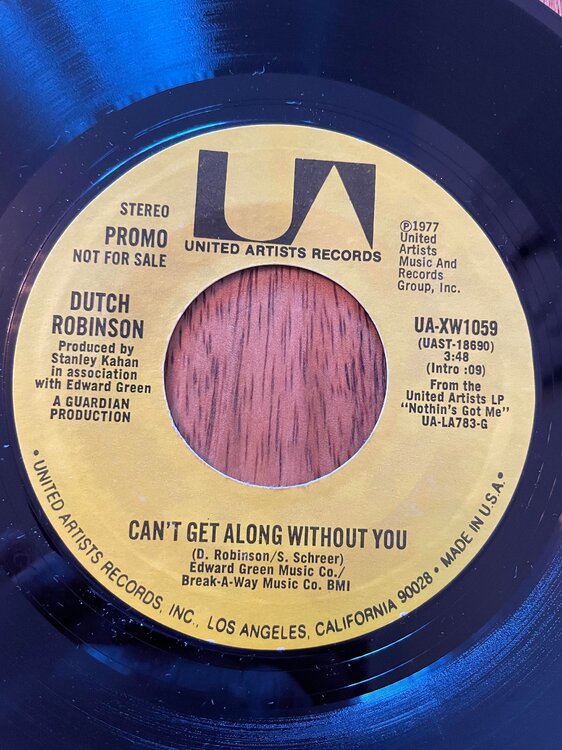 UA
UNITED ARTISTS RECORDS
STEREO
PROMO
NOT FOR SALE
DUTCH
ROBINSON
Produced by
Stanley Kahan
in association
with Edward Green
A GUARDIAN
PRODUCTION
℗1977
United
Artists
Music And
Records
Group, Inc.
UA-XW1059
(UAST-18690)
3:48
(Intro :09)
From the
United Artists LP
"Nothin's Got Me"
UA-LA783-G
CAN'T GET ALONG WITHOUT YOU
(D. Robinson/S. Schreer)
Edward Green Music Co./
Break-A-Way Music Co. BMI
• UNITED ARTISTS RECORDS, INC., LOS ANGELES, CALIFORNIA 90028 • MADE IN U.S.A. •